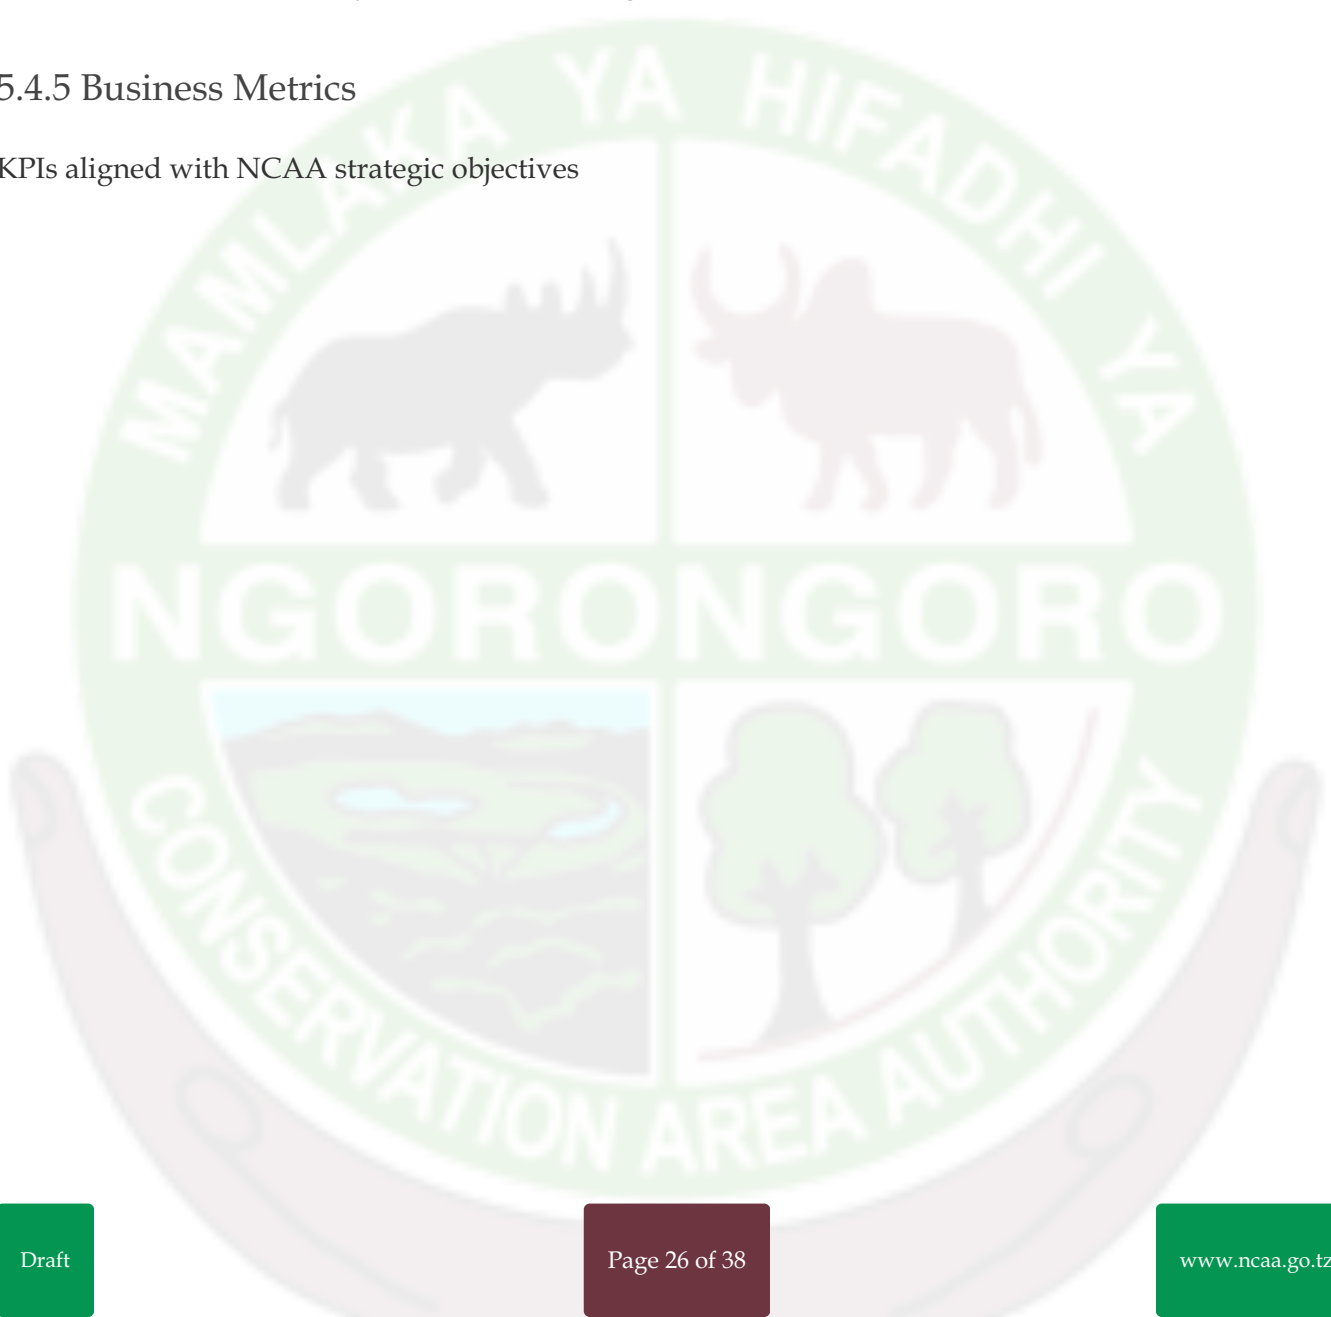 5.4.5 Business Metrics
KPIs aligned with NCAA strategic objectives
MAMLAKA YA HIFADHI YA
NGORONGORO
CONSERVATION AREA AUTHORITY
Draft
Page 26 of 38
www.ncaa.go.tz